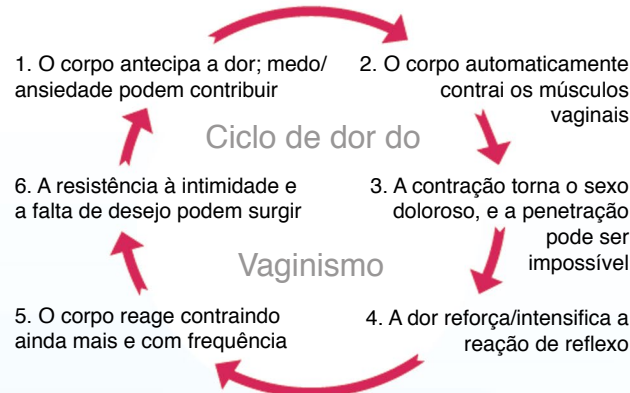 1. O corpo antecipa a dor; medo/
ansiedade podem contribuir
2. O corpo automaticamente
contrai os músculos
vaginais
Ciclo de dor do
6. A resistência à intimidade e
a falta de desejo podem surgir
3. A contração torna o sexo
doloroso, e a penetração
pode ser
impossível
Vaginismo
5. O corpo reage contraindo
ainda mais e com frequência
4. A dor reforça/intensifica a
reação de reflexo